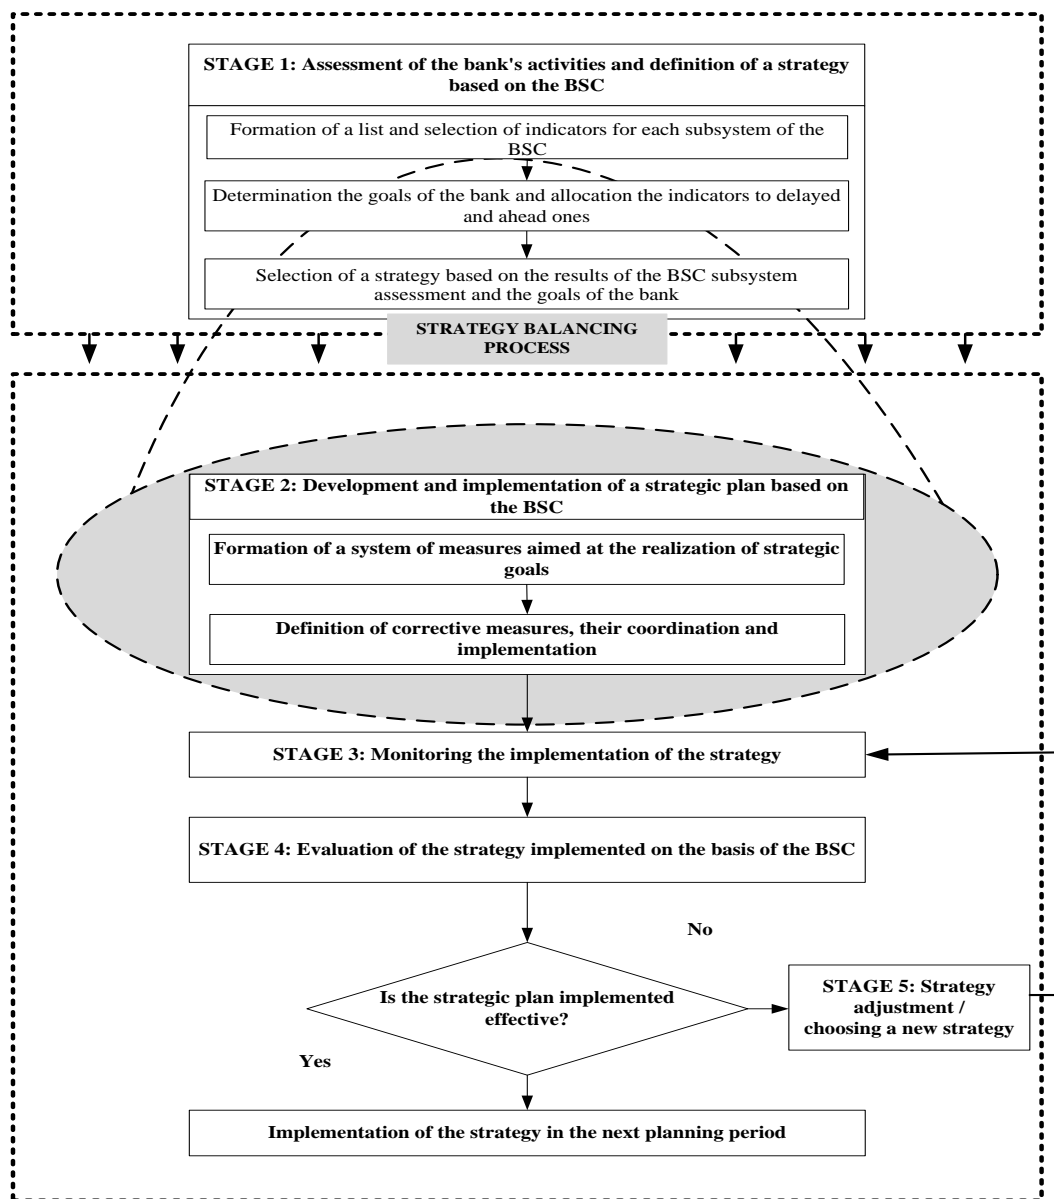 STAGE 1: Assessment of the bank's activities and definition of a strategy
based on the BSC
Formation of a list and selection of indicators for each subsystem of the
BSC
Determination the goals of the bank and allocation the indicators to delayed
and ahead ones
Selection of a strategy based on the results of the BSC subsystem
assessment and the goals of the bank
STRATEGY BALANCING
PROCESS
STAGE 2: Development and implementation of a strategic plan based on
the BSC
Formation of a system of measures aimed at the realization of strategic
goals
Definition of corrective measures, their coordination and
implementation
STAGE 3: Monitoring the implementation of the strategy
STAGE 4: Evaluation of the strategy implemented on the basis of the BSC
No
Is the strategic plan implemented
effective?
STAGE 5: Strategy
adjustment /
choosing a new strategy
Yes
Implementation of the strategy in the next planning period